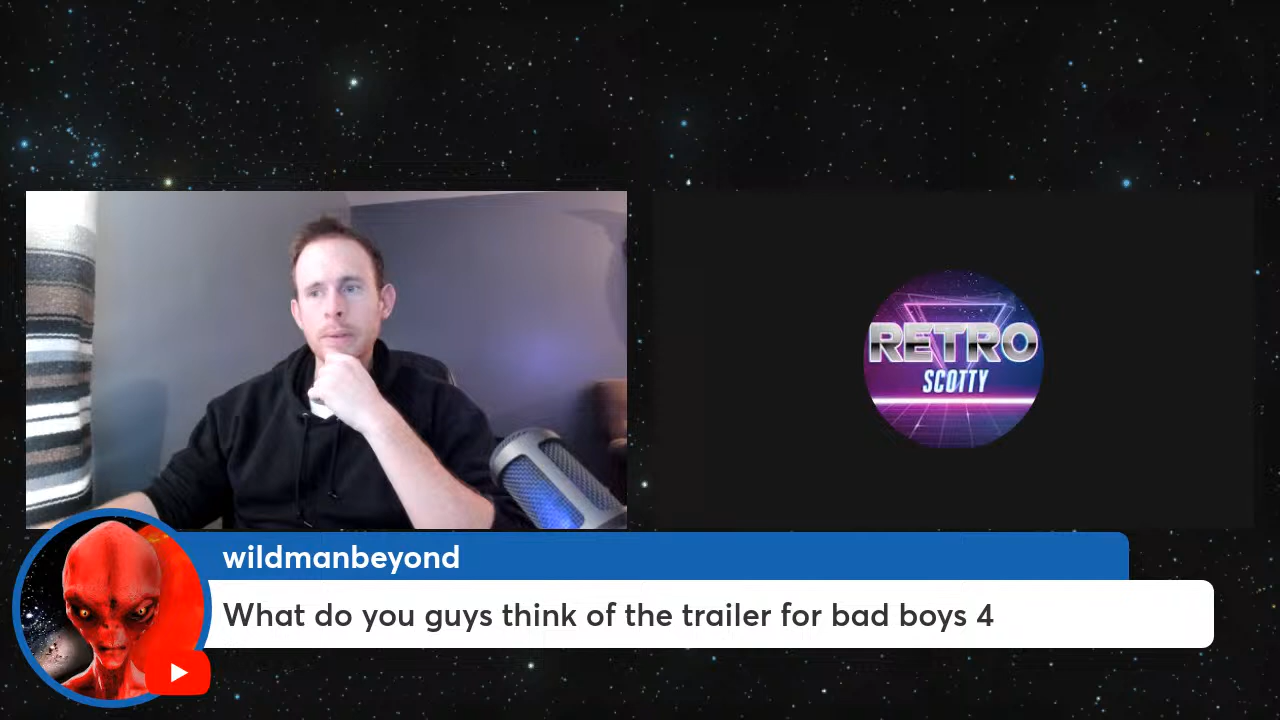 RETRO
SCOTTY
wildmanbeyond
What do you guys think of the trailer for bad boys 4